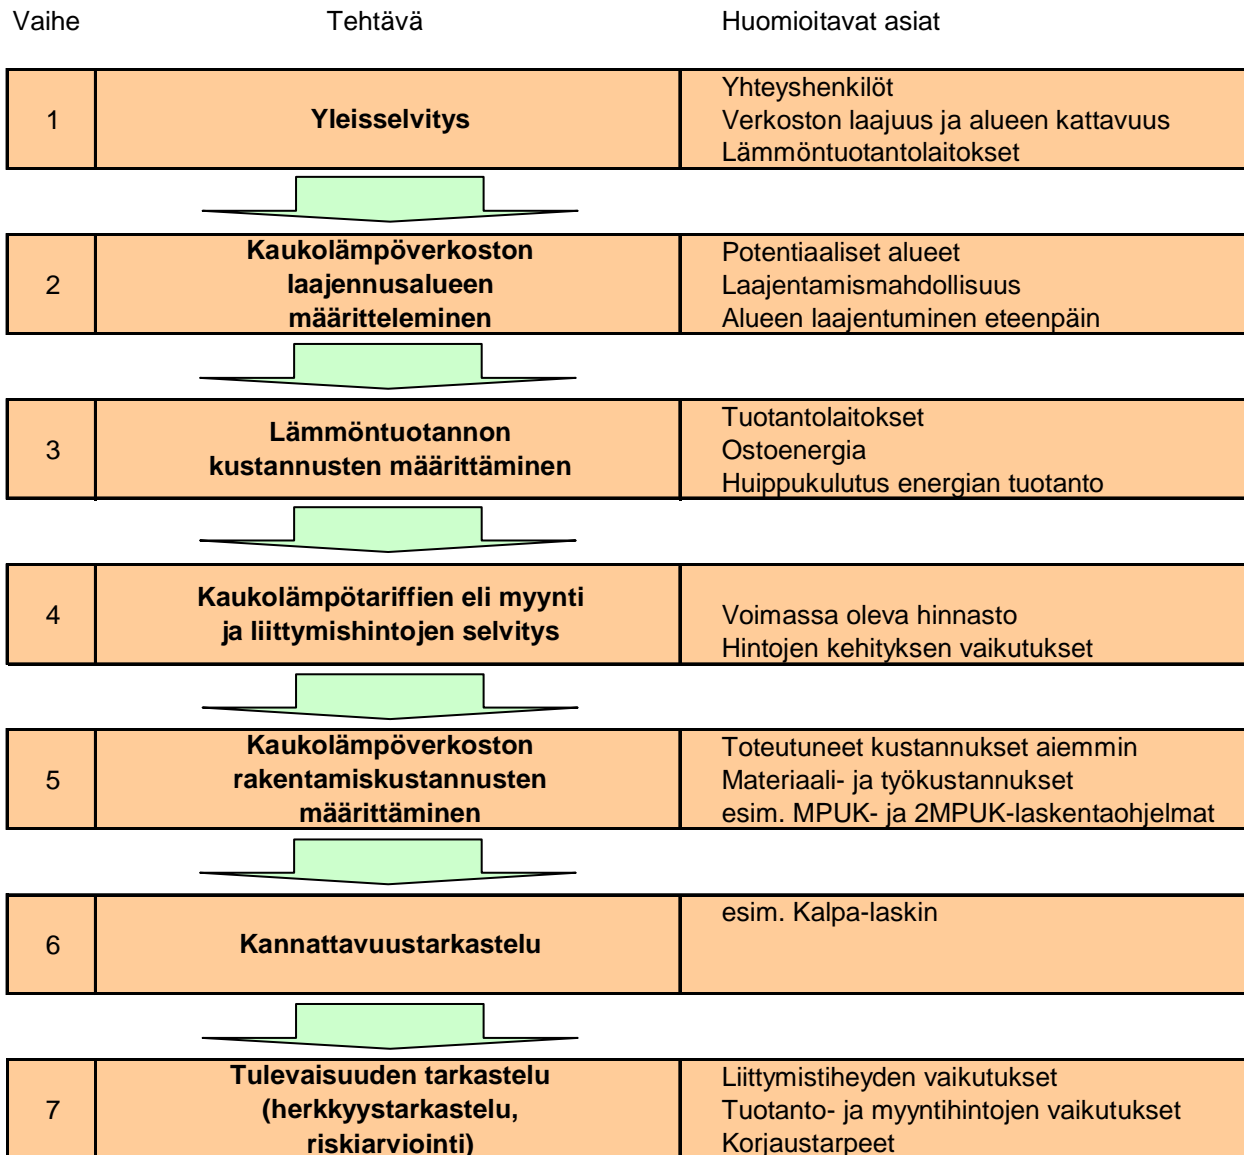 Vaihe Tehtävä Huomioitavat asiat
1
Yleisselvitys
Yhteyshenkilöt
Verkoston laajuus ja alueen kattavuus
Lämmöntuotantolaitokset
2
Kaukolämpöverkoston
laajennusalueen
määritteleminen
Potentiaaliset alueet
Laajentamismahdollisuus
Alueen laajentuminen eteenpäin
3
Lämmöntuotannon
kustannusten määrittäminen
Tuotantolaitokset
Ostoenergia
Huippukulutus energian tuotanto
4
Kaukolämpötariffien eli myynti
ja liittymishintojen selvitys
Voimassa oleva hinnasto
Hintojen kehityksen vaikutukset
5
Kaukolämpöverkoston
rakentamiskustannusten
määrittäminen
Toteutuneet kustannukset aiemmin
Materiaali- ja työkustannukset
esim. MPUK- ja 2MPUK-laskentaohjelmat
6
Kannattavuustarkastelu
esim. Kalpa-laskin
7
Tulevaisuuden tarkastelu
(herkkyystarkastelu,
riskiarviointi)
Liittymistiheyden vaikutukset
Tuotanto- ja myyntihintojen vaikutukset
Korjaustarpeet